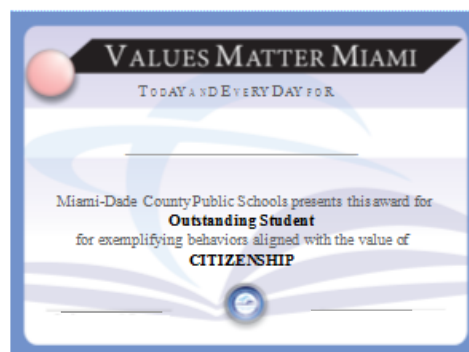 VALUES MATTER MIAMI
TODAY AND EVERY DAY FOR
Miami-Dade County Public Schools presents this award for
Outstanding Student
for exemplifying behaviors aligned with the value of
CITIZENSHIP